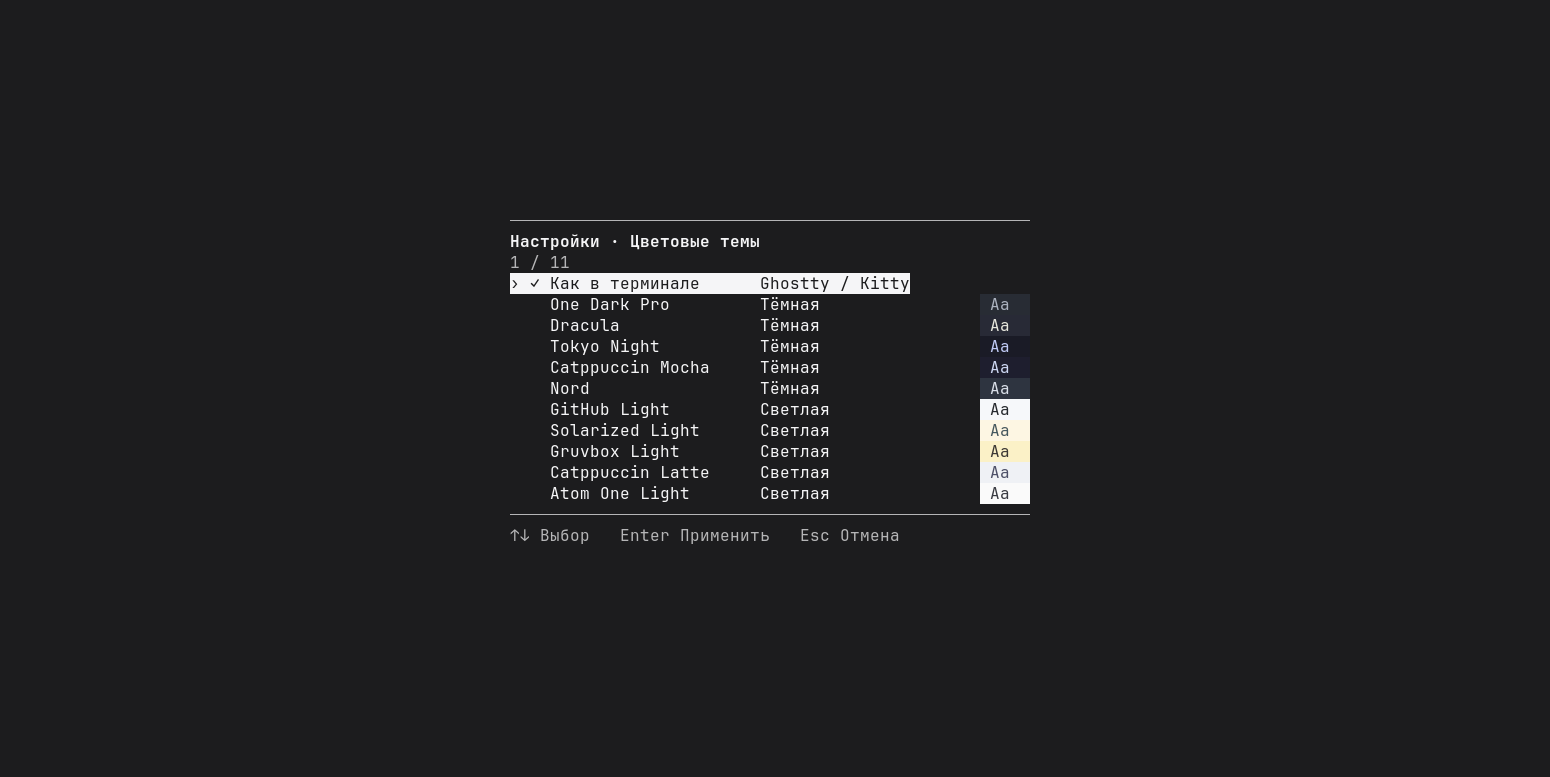 Настройки · Цветовые темы
1 / 11
› ✓ Как в терминале Ghostty / Kitty
One Dark Pro Тёмная Aa
Dracula Тёмная Aa
Tokyo Night Тёмная Aa
Catppuccin Mocha Тёмная Aa
Nord Тёмная Aa
GitHub Light Светлая Aa
Solarized Light Светлая Aa
Gruvbox Light Светлая Aa
Catppuccin Latte Светлая Aa
Atom One Light Светлая Aa
↑↓ Выбор Enter Применить Esc Отмена